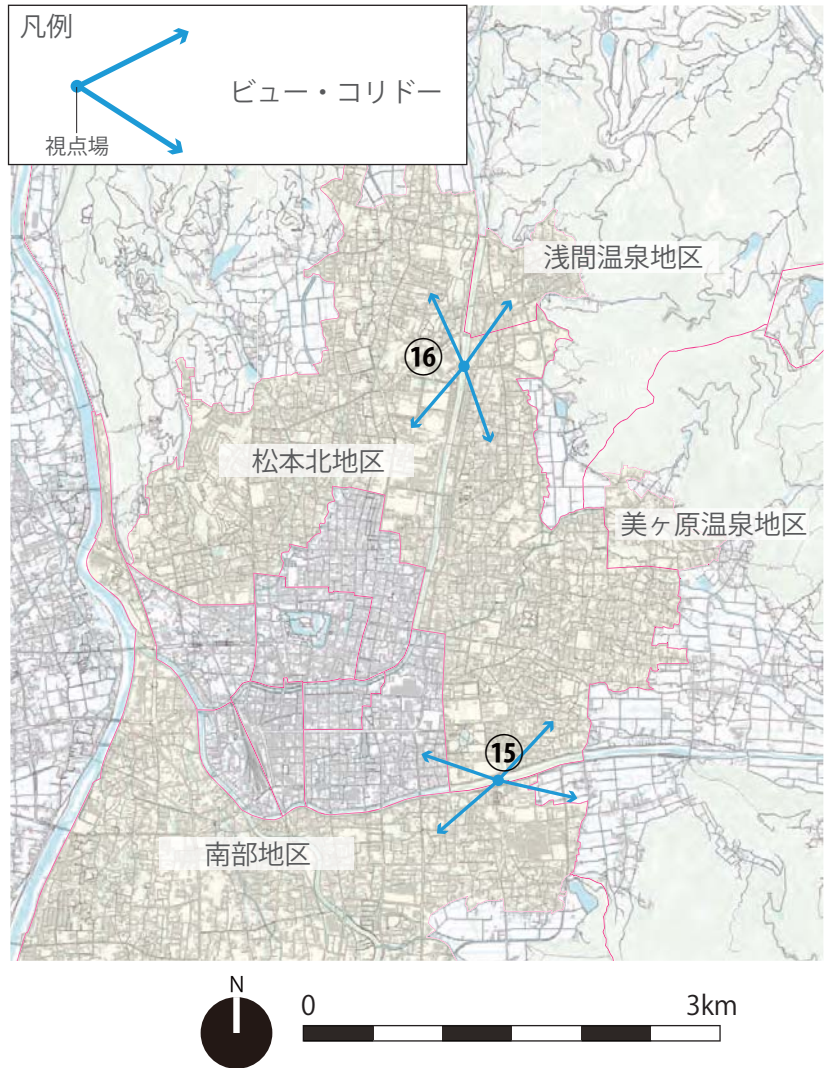 凡例
ビュー・コリドー
視点場
浅間温泉地区
⑯
松本北地区
美ヶ原温泉地区
⑮
南部地区
N
0
3km